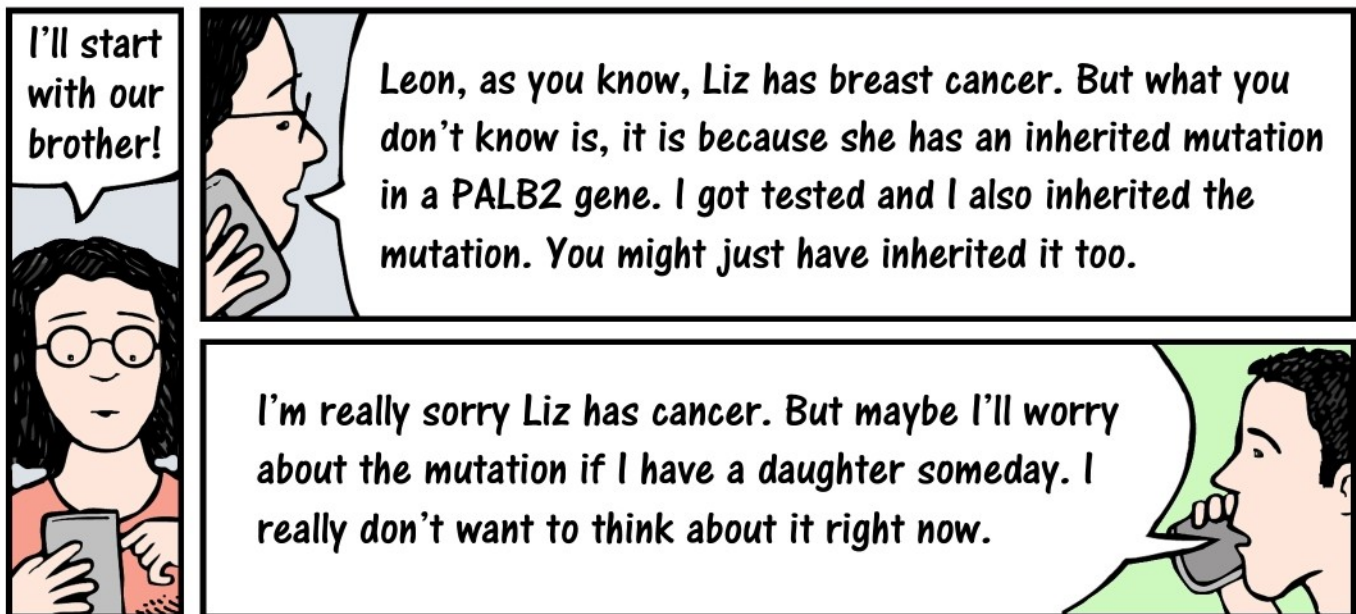 I'll start
with our
brother!
Leon, as you know, Liz has breast cancer. But what you
don't know is, it is because she has an inherited mutation
in a PALB2 gene. I got tested and I also inherited the
mutation. You might just have inherited it too.
I'm really sorry Liz has cancer. But maybe I'll worry
about the mutation if I have a daughter someday. I
really don't want to think about it right now.